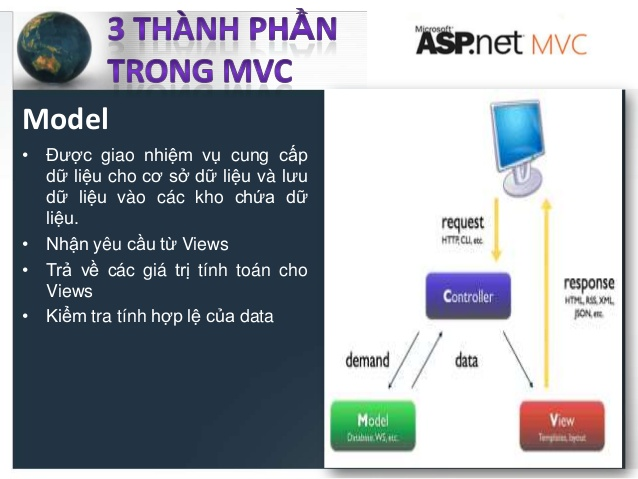 3 THÀNH PHẦN
TRONG MVC
Microsoft
ASP.net MVC
Model
• Được giao nhiệm vụ cung cấp
dữ liệu cho cơ sở dữ liệu và lưu
dữ liệu vào các kho chứa dữ
liệu.
• Nhận yêu cầu từ Views
• Trả về các giá trị tính toán cho
Views
• Kiểm tra tính hợp lệ của data
request
HTTP, CLI, etc.
Controller
response
HTML, RSS, XML,
JSON, etc.
demand
data
Model
Database, WS, etc.
View
Templates, layout